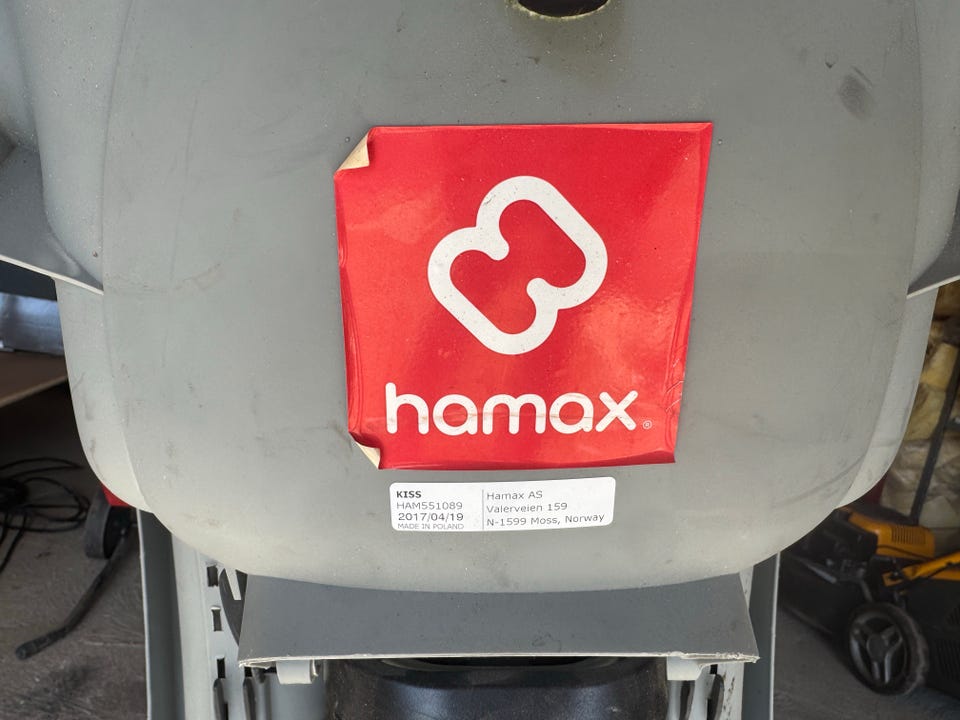 hamax®
KISS
HAM551089
2017/04/19
MADE IN POLAND
Hamax AS
Valerveien 159
N-1599 Moss, Norway